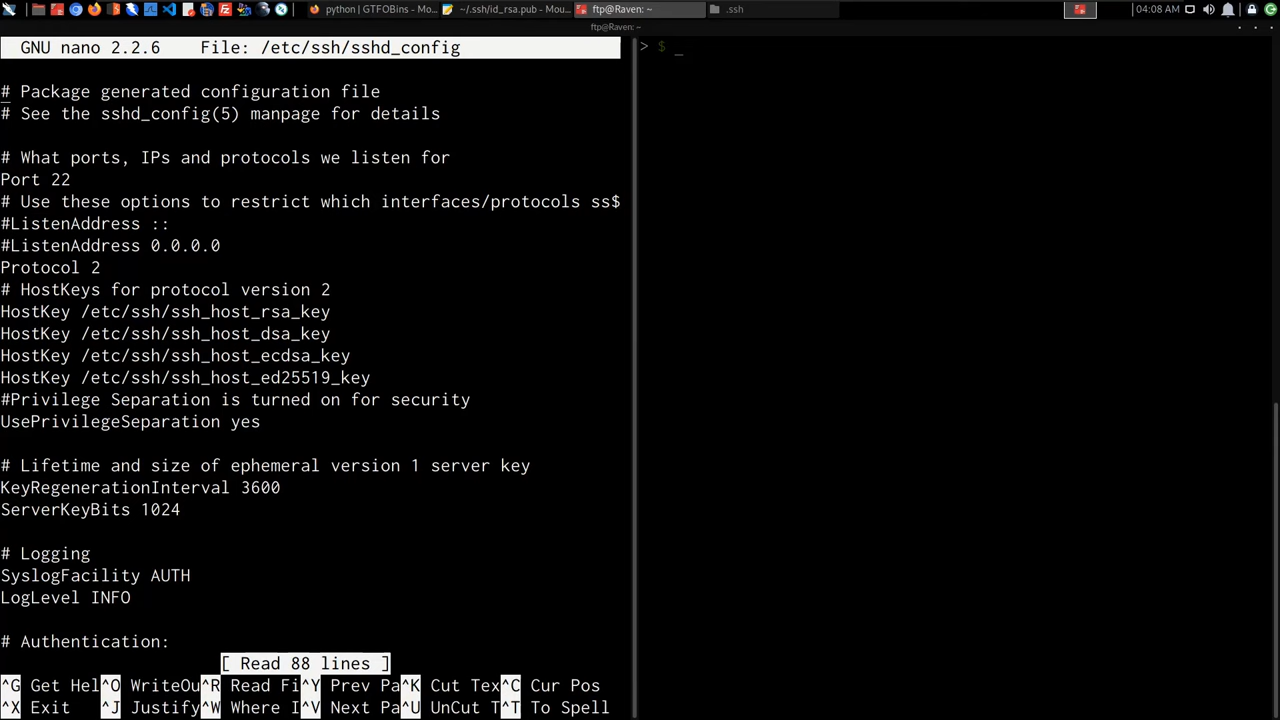 python | GTFOBins - Mo...
~/.ssh/id_rsa.pub - Mou...
ftp@Raven: ~
.ssh
04:08 AM
ftp@Raven: ~
GNU nano 2.2.6    File: /etc/ssh/sshd_config
# Package generated configuration file
# See the sshd_config(5) manpage for details
# What ports, IPs and protocols we listen for
Port 22
# Use these options to restrict which interfaces/protocols ss$
#ListenAddress ::
#ListenAddress 0.0.0.0
Protocol 2
# HostKeys for protocol version 2
HostKey /etc/ssh/ssh_host_rsa_key
HostKey /etc/ssh/ssh_host_dsa_key
HostKey /etc/ssh/ssh_host_ecdsa_key
HostKey /etc/ssh/ssh_host_ed25519_key
#Privilege Separation is turned on for security
UsePrivilegeSeparation yes
# Lifetime and size of ephemeral version 1 server key
KeyRegenerationInterval 3600
ServerKeyBits 1024
# Logging
SyslogFacility AUTH
LogLevel INFO
# Authentication:
[ Read 88 lines ]
^G Get Hel^O WriteOu^R Read Fi^Y Prev Pa^K Cut Tex^C Cur Pos
^X Exit   ^J Justify^W Where I^V Next Pa^U UnCut T^T To Spell
> $ _